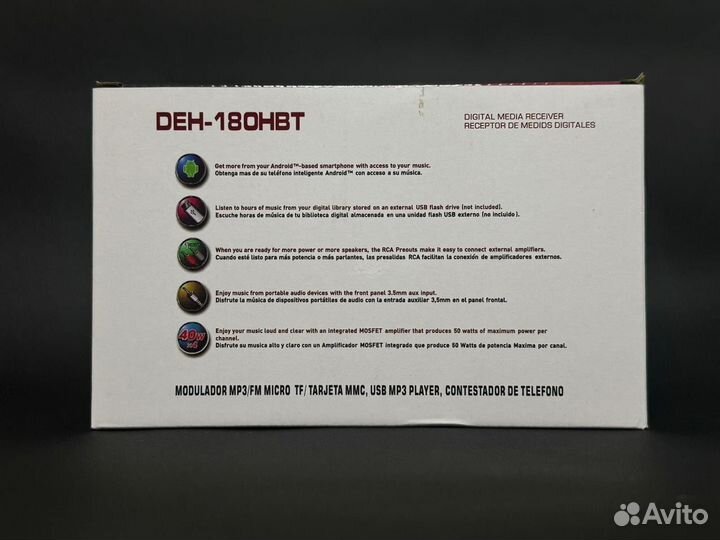 DEH-180HBT
DIGITAL MEDIA RECEIVER
RECEPTOR DE MEDIDS DIGITALES
Get more from your Android™-based smartphone with access to your music.
Obtenga mas de su teléfono inteligente Android™ con acceso a su música.
Listen to hours of music from your digital library stored on an external USB flash drive (not included).
Escuche horas de música de tu biblioteca digital almacenada en una unidad flash USB externo (no incluido ).
When you are ready for more power or more speakers, the RCA Preouts make it easy to connect external amplifiers.
Cuando esté listo para más potencia o más parlantes, las presalidas RCA facilitan la conexión de amplificadores externos.
Enjoy music from portable audio devices with the front panel 3.5mm aux input.
Disfrute la música de dispositivos portátiles de audio con la entrada auxiliar 3,5mm en el panel frontal.
40W
x4
Enjoy your music loud and clear with an integrated MOSFET amplifier that produces 50 watts of maximum power per
channel.
Disfrute su musica alto y claro con un Amplificador MOSFET integrado que produce 50 Watts de potencia Maxima por canal.
MODULADOR MP3/FM MICRO TF/ TARJETA MMC, USB MP3 PLAYER, CONTESTADOR DE TELEFONO
Avito